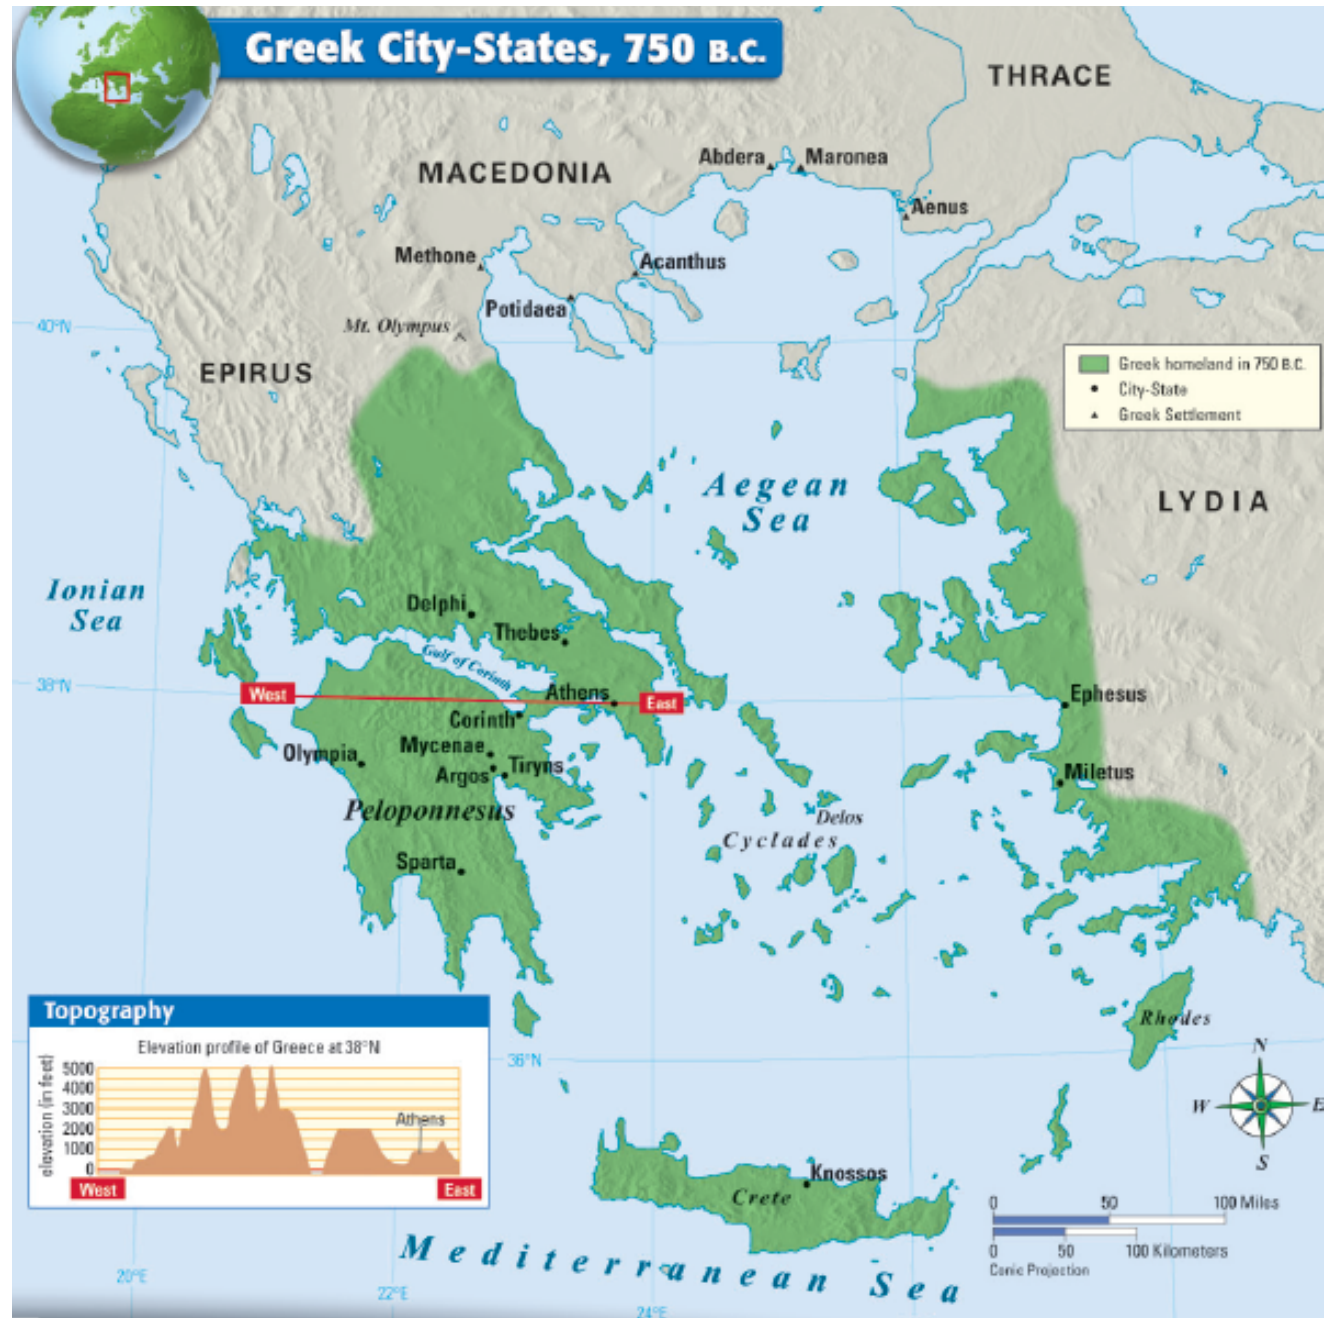 Greek City-States, 750 B.C.
THRACE
MACEDONIA
Abdera
Maronea
Aenus
Methone
Acanthus
Potidaea
Mt. Olympus
40°N
EPIRUS
Greek homeland in 750 B.C.
City-State
Greek Settlement
Aegean
Sea
LYDIA
Ionian
Sea
Delphi
Thebes
Gulf of Corinth
38°N
West
Athens
East
Ephesus
Corinth
Mycenae
Olympia
Tiryns
Argos
Miletus
Peloponnesus
Delos
Cyclades
Sparta
Rhodes
Topography
Elevation profile of Greece at 38°N
elevation (in feet)
5000
4000
3000
2000
1000
0
Athens
West
East
36°N
N
W
E
S
Knossos
Crete
0 50 100 Miles
0 50 100 Kilometers
Conic Projection
Mediterranean Sea
20°E
22°E
24°E